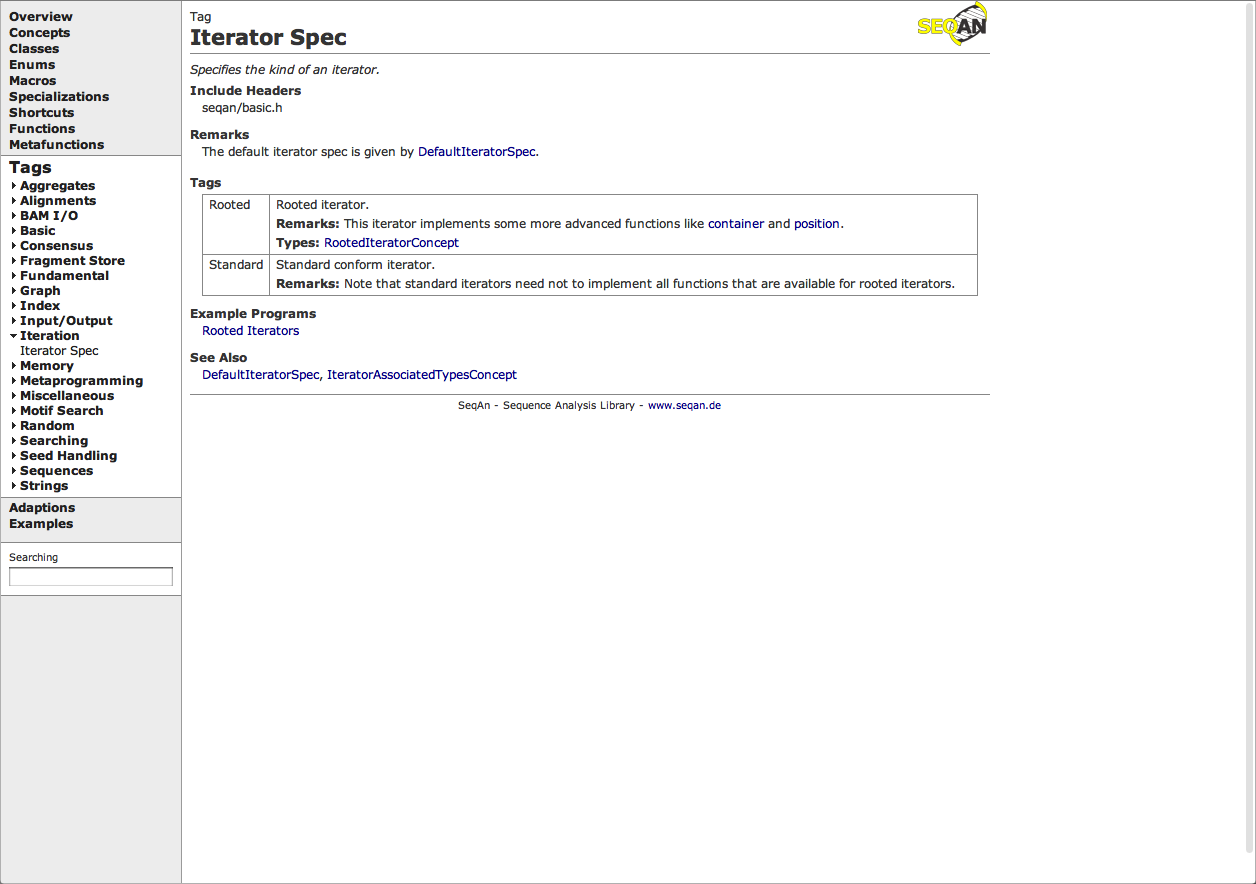 Overview
Concepts
Classes
Enums
Macros
Specializations
Shortcuts
Functions
Metafunctions
Tags
Aggregates
Alignments
BAM I/O
Basic
Consensus
Fragment Store
Fundamental
Graph
Index
Input/Output
Iteration
Iterator Spec
Memory
Metaprogramming
Miscellaneous
Motif Search
Random
Searching
Seed Handling
Sequences
Strings
Adaptions
Examples
Searching
Tag
SEQAN
Iterator Spec
Specifies the kind of an iterator.
Include Headers
seqan/basic.h
Remarks
The default iterator spec is given by DefaultIteratorSpec.
Tags
Rooted Rooted iterator.
Remarks: This iterator implements some more advanced functions like container and position.
Types: RootedIteratorConcept
Standard Standard conform iterator.
Remarks: Note that standard iterators need not to implement all functions that are available for rooted iterators.
Example Programs
Rooted Iterators
See Also
DefaultIteratorSpec, IteratorAssociatedTypesConcept
SeqAn - Sequence Analysis Library - www.seqan.de